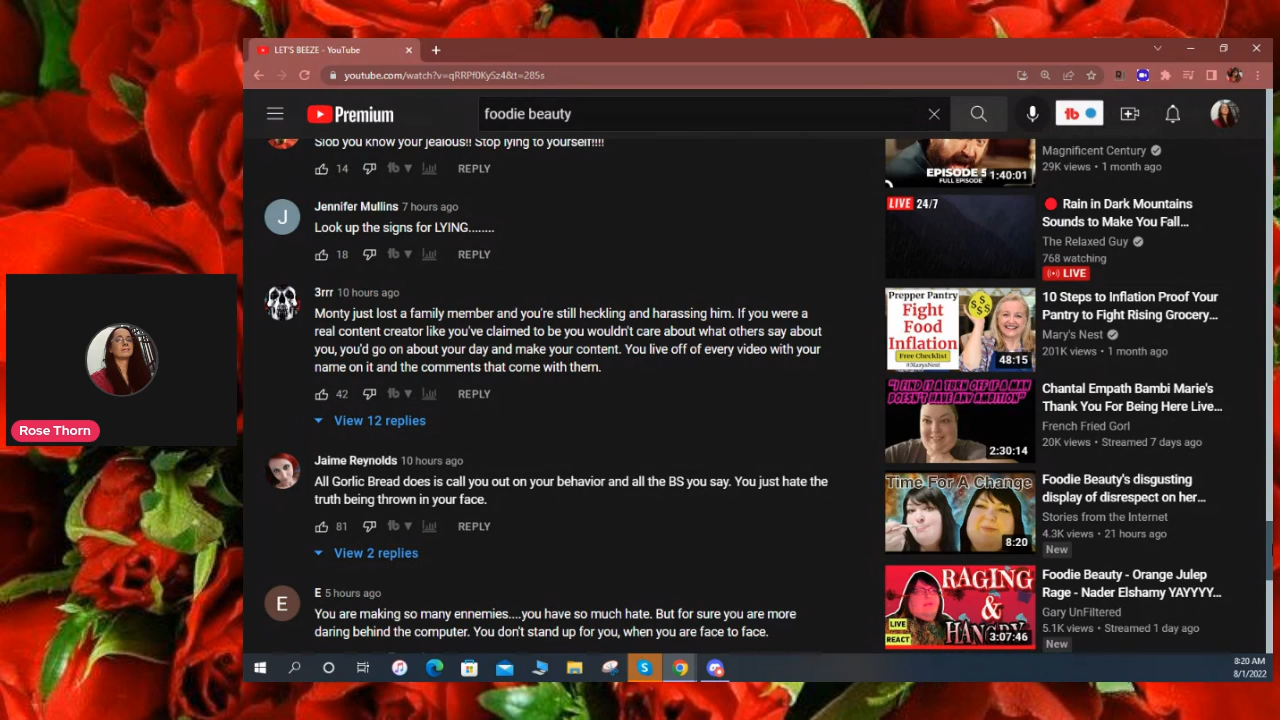 LET'S BEEZE - YouTube
youtube.com/watch?v=qRRPf0KySz4&t=285s
Premium
foodie beauty
Slob you know your jealous!! Stop lying to yourself!!!!
14 REPLY
J
Jennifer Mullins 7 hours ago
Look up the signs for LYING........
18 REPLY
3rrr 10 hours ago
Monty just lost a family member and you're still heckling and harassing him. If you were a
real content creator like you've claimed to be you wouldn't care about what others say about
you, you'd go on about your day and make your content. You live off of every video with your
name on it and the comments that come with them.
42 REPLY
View 12 replies
Jaime Reynolds 10 hours ago
All Gorlic Bread does is call you out on your behavior and all the BS you say. You just hate the
truth being thrown in your face.
81 REPLY
View 2 replies
E
E 5 hours ago
You are making so many ennemies....you have so much hate. But for sure you are more
daring behind the computer. You don't stand up for you, when you are face to face.
EPISODE 5
FULL EPISODE
1:40:01
Magnificent Century
29K views • 1 month ago
LIVE 24/7
Rain in Dark Mountains
Sounds to Make You Fall...
The Relaxed Guy
768 watching
LIVE
Prepper Pantry
Fight
Food
Inflation
Free Checklist
48:15
10 Steps to Inflation Proof Your
Pantry to Fight Rising Grocery...
Mary's Nest
201K views • 1 month ago
"I FIND IT A TURN OFF IF A MAN
DOESN'T HAVE ANY AMBITION"
2:30:14
Chantal Empath Bambi Marie's
Thank You For Being Here Live...
French Fried Gorl
20K views • Streamed 7 days ago
Time For A Change
8:20
Foodie Beauty's disgusting
display of disrespect on her...
Stories from the Internet
4.3K views • 21 hours ago
New
RAGING
&
HANGRY
LIVE
REACT
3:07:46
Foodie Beauty - Orange Julep
Rage - Nader Elshamy YAYYYY...
Gary UnFiltered
5.1K views • Streamed 1 day ago
New
Rose Thorn
8:20 AM
8/1/2022